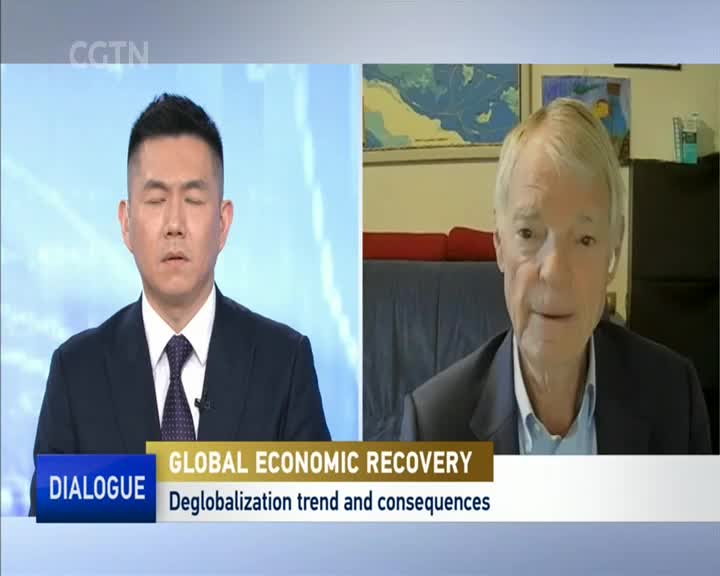 CGTN
GLOBAL ECONOMIC RECOVERY
DIALOGUE
Deglobalization trend and consequences